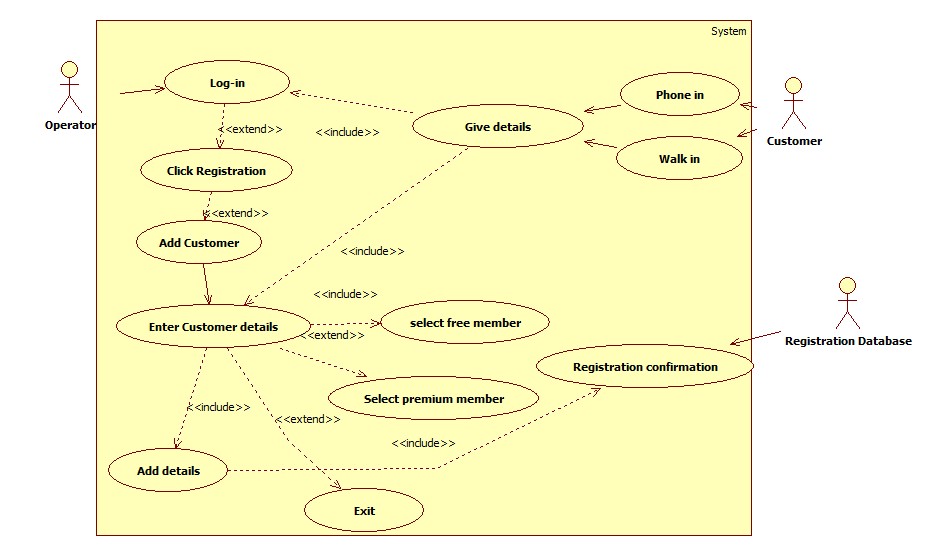 System
Log-in
Operator
Phone in
Customer
<<extend>>
<<include>>
Give details
Walk in
Click Registration
<<extend>>
Add Customer
<<include>>
<<include>>
Enter Customer details
select free member
<<extend>>
Registration Database
Registration confirmation
Select premium member
<<include>>
<<extend>>
<<include>>
Add details
Exit